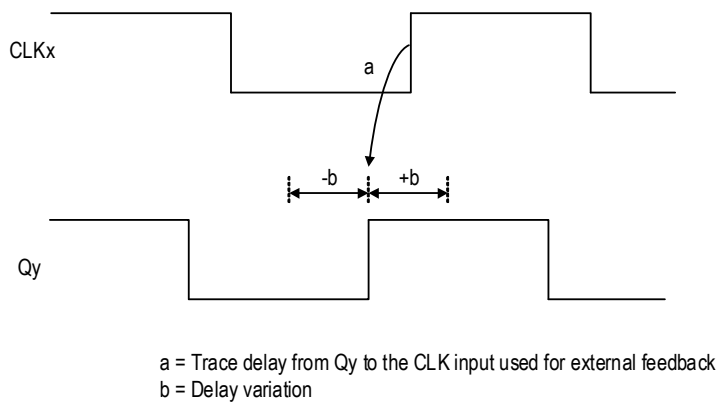 CLKx
a
-b
+b
Qy
a = Trace delay from Qy to the CLK input used for external feedback
b = Delay variation